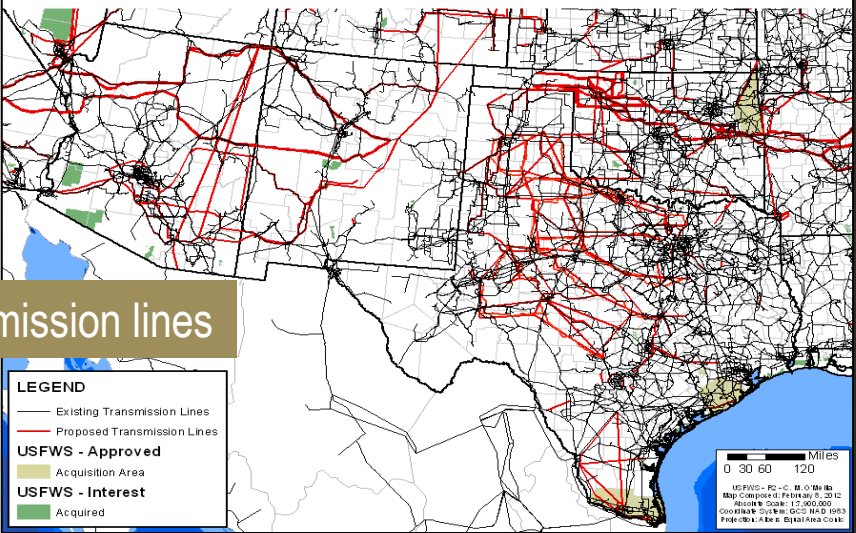 mission lines
LEGEND
Existing Transmission Lines
Proposed Transmission Lines
USFWS - Approved
Acquisition Area
USFWS - Interest
Acquired
Miles
0 30 60 120
USFWS - R2 - C. M. O'Meilia
Map Composed: February 8, 2012
Absolute Scale: 1:7,900,000
Coordinate System: GCS NAD 1983
Projection: Albers Equal Area Conic